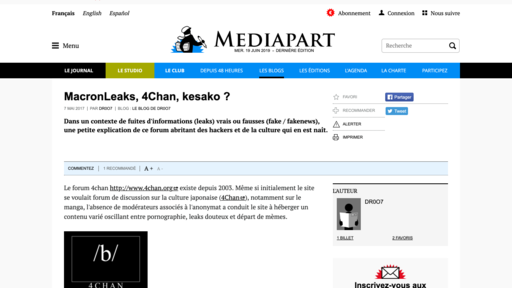 Français English Español
Abonnement Connexion Nous suivre
Menu
MEDIAPART
MER. 19 JUIN 2019 - DERNIÈRE ÉDITION
Recherche
LE JOURNAL LE STUDIO LE CLUB DEPUIS 48 HEURES LES BLOGS LES ÉDITIONS L'AGENDA LA CHARTE PARTICIPEZ
MacronLeaks, 4Chan, kesako ?
7 MAI 2017 | PAR DR0O7 | BLOG : LE BLOG DE DR0O7
Dans un contexte de fuites d'informations (leaks) vrais ou fausses (fake / fakenews),
une petite explication de ce forum abritant des hackers et de la culture qui en est naît.
FAVORI
RECOMMANDER
ALERTER
IMPRIMER
Partager
Tweet
COMMENTEZ 1 RECOMMANDÉ A + A -
Le forum 4chan http://www.4chan.org existe depuis 2003. Même si initialement le site
se voulait forum de discussion sur la culture japonaise (4Chan), notamment sur le
manga, l'absence de modérateurs associés à l'anonymat a conduit le site à héberger un
contenu varié oscillant entre pornographie, leaks douteux et départ de mèmes.
/b/
4CHAN
L'AUTEUR
DR0O7
1 BILLET 2 FAVORIS
Inscrivez-vous aux